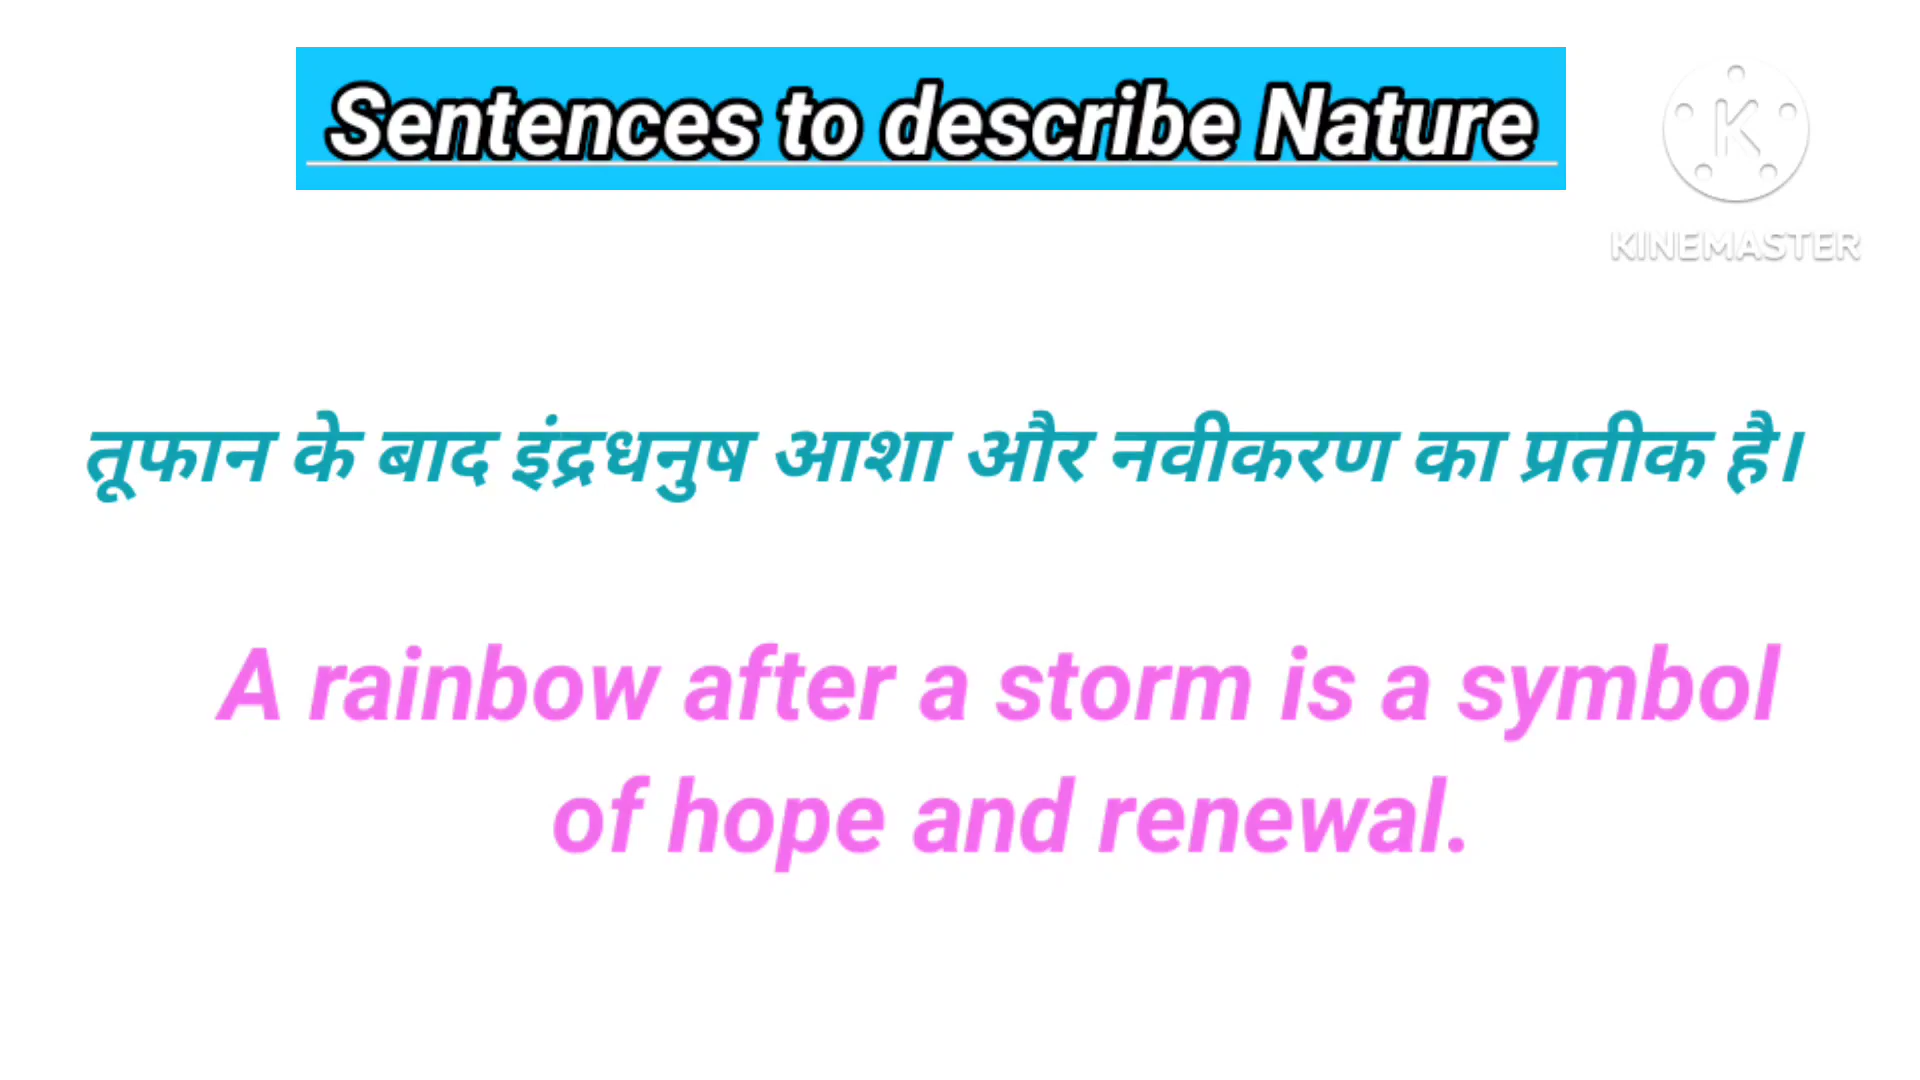 Sentences to describe Nature
K
KINEMASTER
तूफान के बाद इंद्रधनुष आशा और नवीकरण का प्रतीक है।
A rainbow after a storm is a symbol
of hope and renewal.